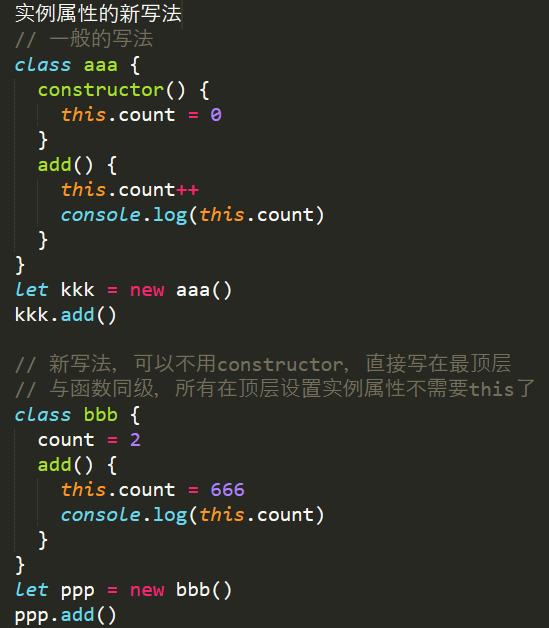 实例属性的新写法
// 一般的写法
class aaa {
  constructor() {
    this.count = 0
  }
  add() {
    this.count++
    console.log(this.count)
  }
}
let kkk = new aaa()
kkk.add()

// 新写法, 可以不用constructor, 直接写在最顶层
// 与函数同级, 所有在顶层设置实例属性不需要this了
class bbb {
  count = 2
  add() {
    this.count = 666
    console.log(this.count)
  }
}
let ppp = new bbb()
ppp.add()